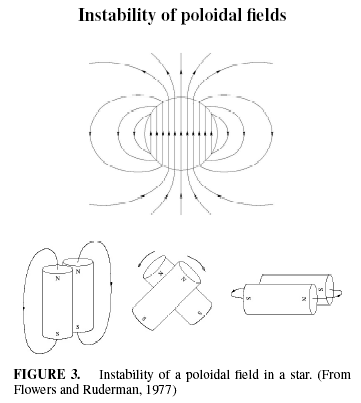 Instability of poloidal fields
N N
S S
N N
S S
S S
N N
FIGURE 3. Instability of a poloidal field in a star. (From
Flowers and Ruderman, 1977)